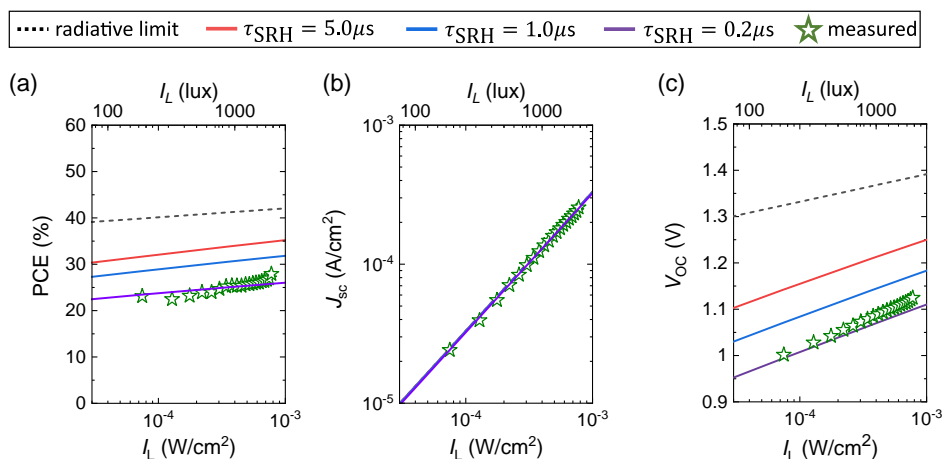 radiative limit τSRH = 5.0μs τSRH = 1.0μs τSRH = 0.2μs measured
(a) IL (lux) (b) IL (lux) (c) IL (lux)
100 1000 100 1000 100 1000
60
50
40
30
20
10
0
PCE (%)
10⁻⁴ 10⁻³
IL (W/cm²)
10⁻³
10⁻⁴
10⁻⁵
Jsc (A/cm²)
10⁻⁴ 10⁻³
IL (W/cm²)
1.5
1.4
1.3
1.2
1.1
1
0.9
VOC (V)
10⁻⁴ 10⁻³
IL (W/cm²)